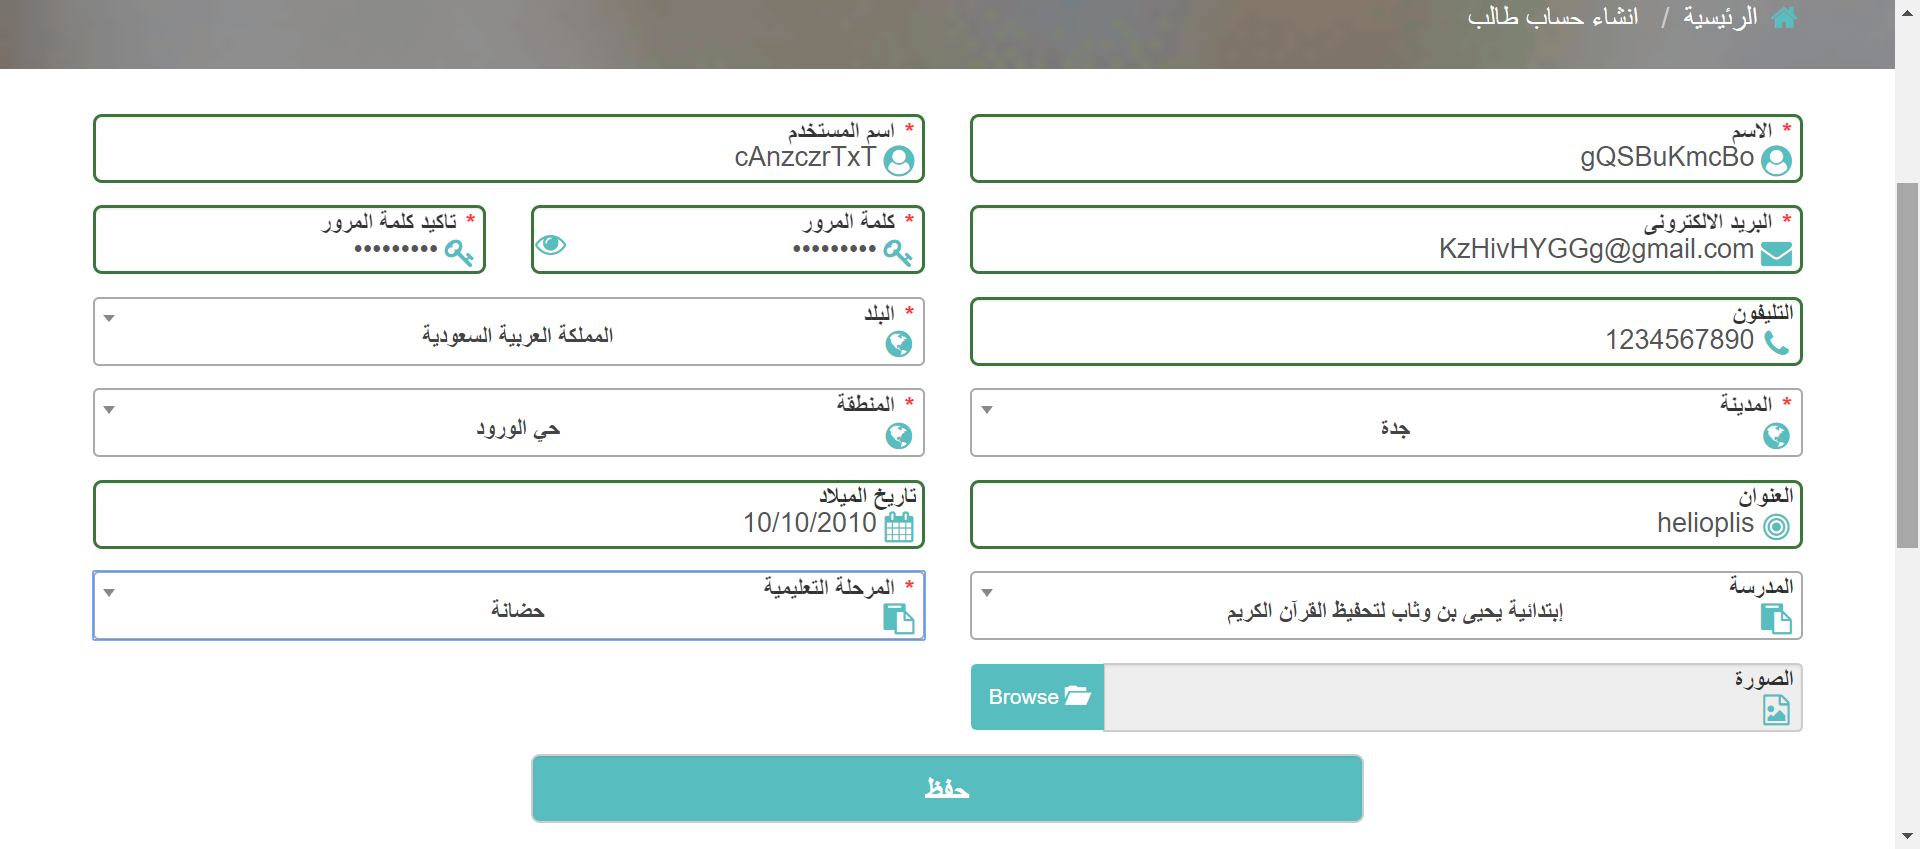 الرئيسية / انشاء حساب طالب
* الاسم
gQSBuKmcBo
* اسم المستخدم
cAnzczrTxT
* البريد الالكترونى
KzHivHYGGg@gmail.com
* كلمة المرور
•••••••••
* تاكيد كلمة المرور
•••••••••
التليفون
1234567890
* البلد
المملكة العربية السعودية
* المدينة
جدة
* المنطقة
حي الورود
العنوان
helioplis
تاريخ الميلاد
10/10/2010
المدرسة
إبتدائية يحيى بن وثاب لتحفيظ القرآن الكريم
* المرحلة التعليمية
حضانة
الصورة
Browse
حفظ